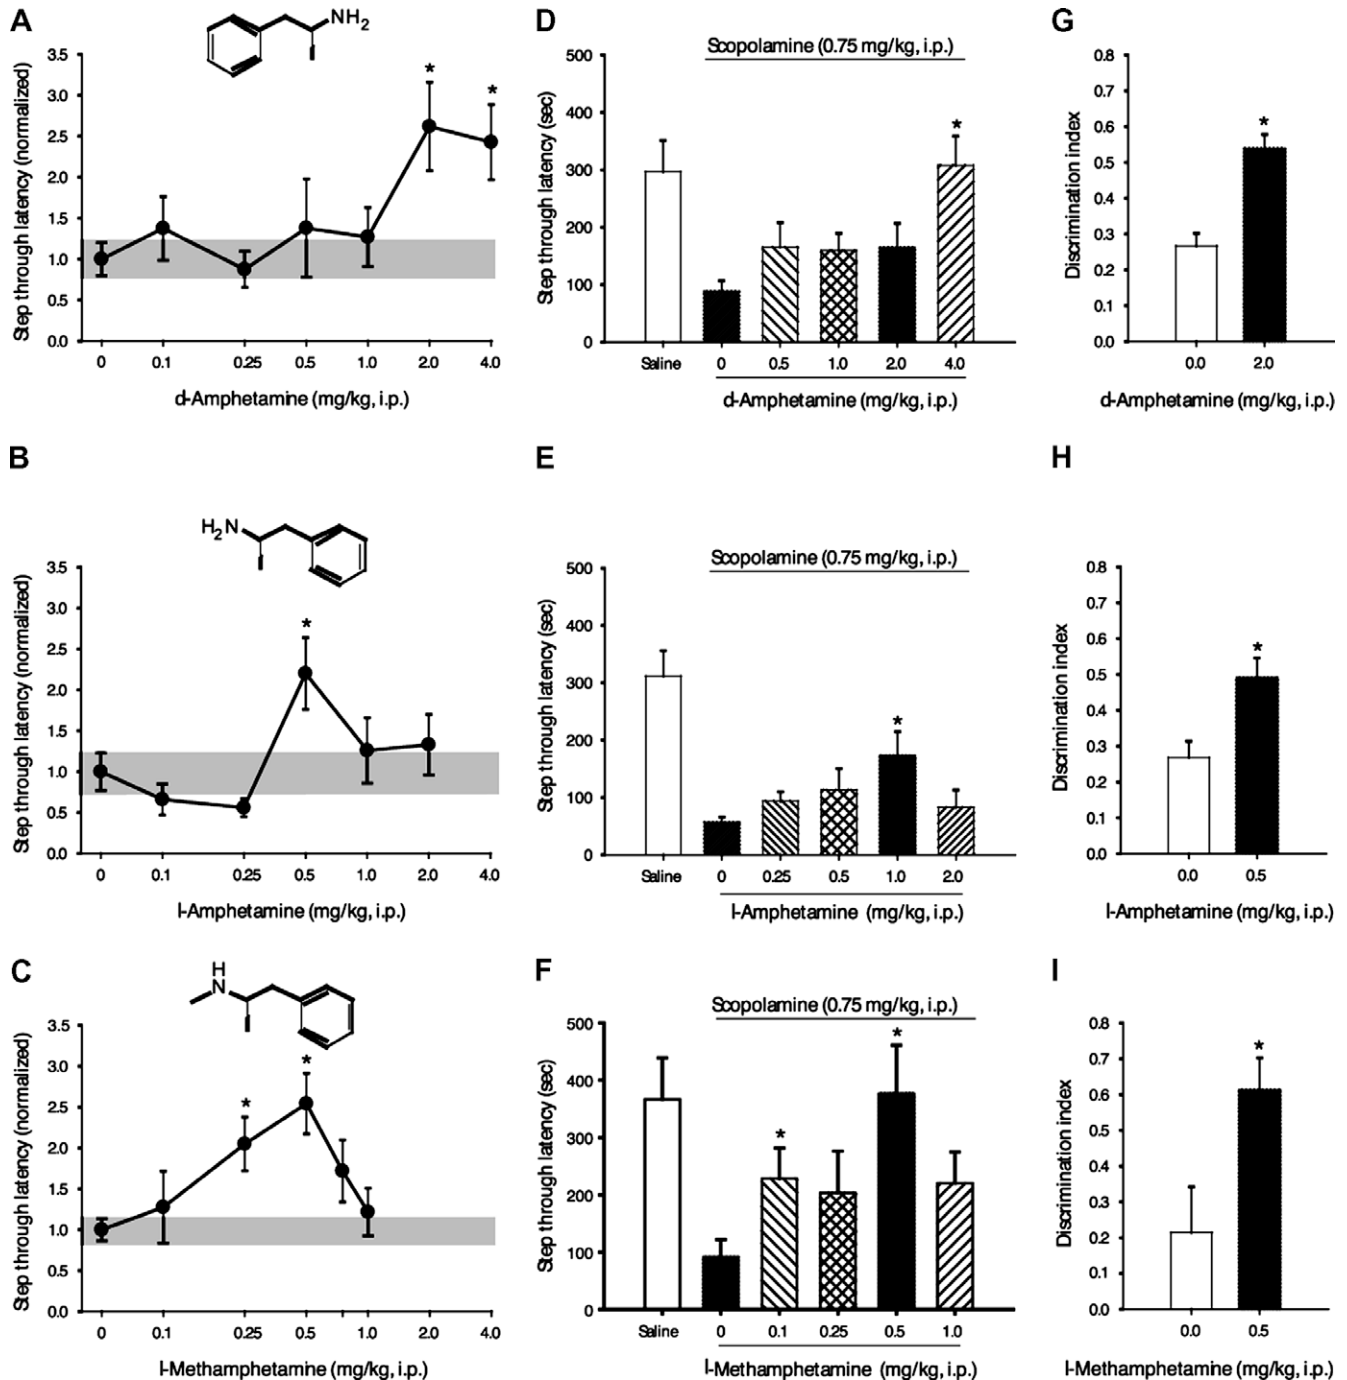 A
NH2
Step through latency (normalized)
3.5
3.0
2.5
2.0
1.5
1.0
0.5
0.0
* *
0 0.1 0.25 0.5 1.0 2.0 4.0
d-Amphetamine (mg/kg, i.p.)
D
Scopolamine (0.75 mg/kg, i.p.)
Step through latency (sec)
500
400
300
200
100
0
*
Saline 0 0.5 1.0 2.0 4.0
d-Amphetamine (mg/kg, i.p.)
G
Discrimination index
0.8
0.7
0.6
0.5
0.4
0.3
0.2
0.1
0.0
*
0.0 2.0
d-Amphetamine (mg/kg, i.p.)
B
H2N
Step through latency (normalized)
3.5
3.0
2.5
2.0
1.5
1.0
0.5
0.0
*
0 0.1 0.25 0.5 1.0 2.0 4.0
l-Amphetamine (mg/kg, i.p.)
E
Scopolamine (0.75 mg/kg, i.p.)
Step through latency (sec)
500
400
300
200
100
0
*
Saline 0 0.25 0.5 1.0 2.0
l-Amphetamine (mg/kg, i.p.)
H
Discrimination index
0.8
0.7
0.6
0.5
0.4
0.3
0.2
0.1
0.0
*
0.0 0.5
l-Amphetamine (mg/kg, i.p.)
C
H
N
Step through latency (normalized)
3.5
3.0
2.5
2.0
1.5
1.0
0.5
0.0
* *
0 0.1 0.25 0.5 1.0 2.0 4.0
l-Methamphetamine (mg/kg, i.p.)
F
Scopolamine (0.75 mg/kg, i.p.)
Step through latency (sec)
500
400
300
200
100
0
* *
Saline 0 0.1 0.25 0.5 1.0
l-Methamphetamine (mg/kg, i.p.)
I
Discrimination index
0.8
0.7
0.6
0.5
0.4
0.3
0.2
0.1
0.0
*
0.0 0.5
l-Methamphetamine (mg/kg, i.p.)